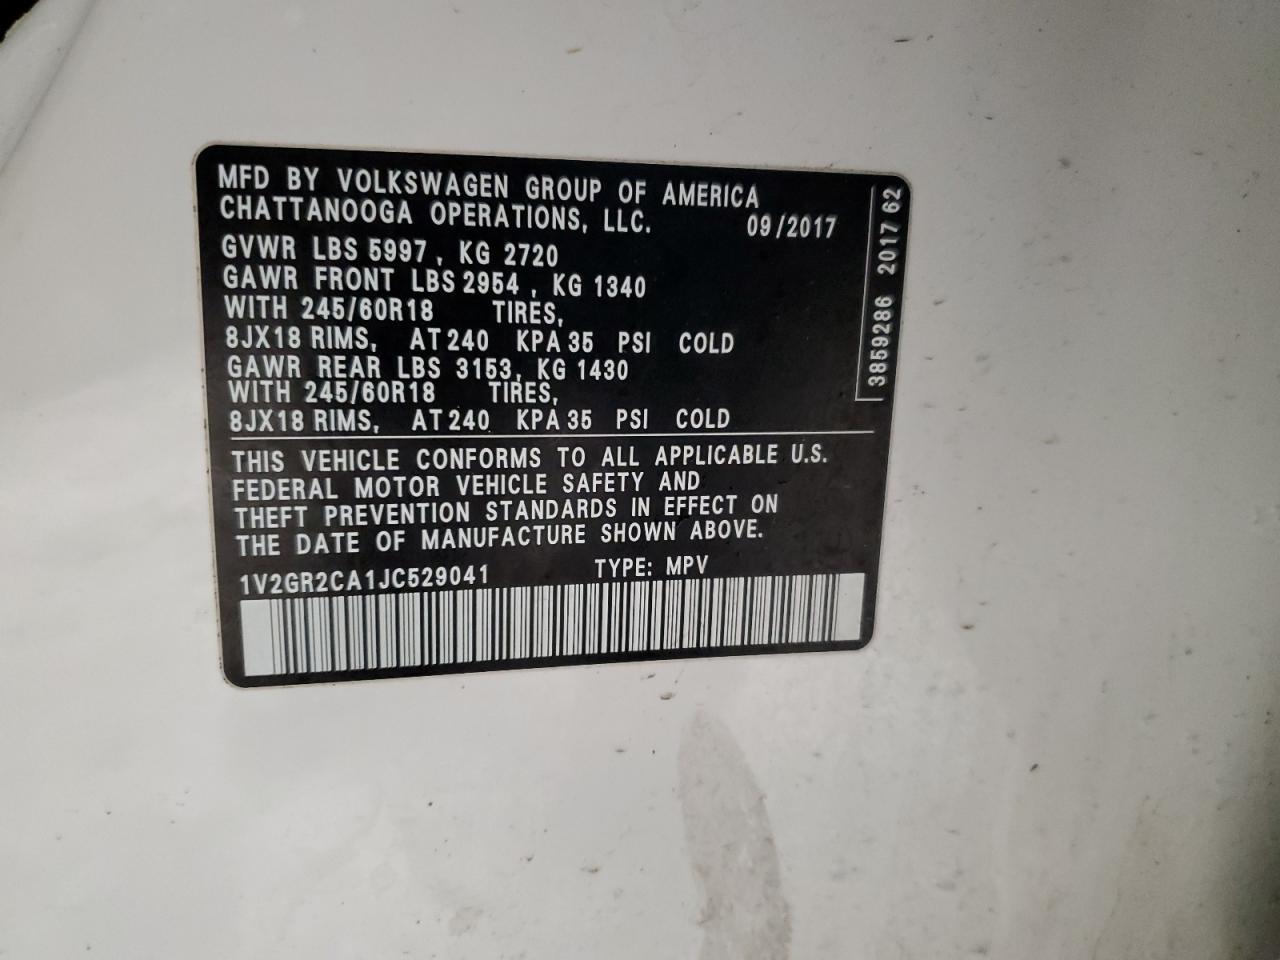 MFD BY VOLKSWAGEN GROUP OF AMERICA
CHATTANOOGA OPERATIONS, LLC. 09/2017
GVWR LBS 5997, KG 2720
GAWR FRONT LBS 2954, KG 1340
WITH 245/60R18 TIRES,
8JX18 RIMS, AT 240 KPA 35 PSI COLD
GAWR REAR LBS 3153, KG 1430
WITH 245/60R18 TIRES,
8JX18 RIMS, AT 240 KPA 35 PSI COLD
THIS VEHICLE CONFORMS TO ALL APPLICABLE U.S.
FEDERAL MOTOR VEHICLE SAFETY AND
THEFT PREVENTION STANDARDS IN EFFECT ON
THE DATE OF MANUFACTURE SHOWN ABOVE.
1V2GR2CA1JC529041 TYPE: MPV
3859286 2017 62